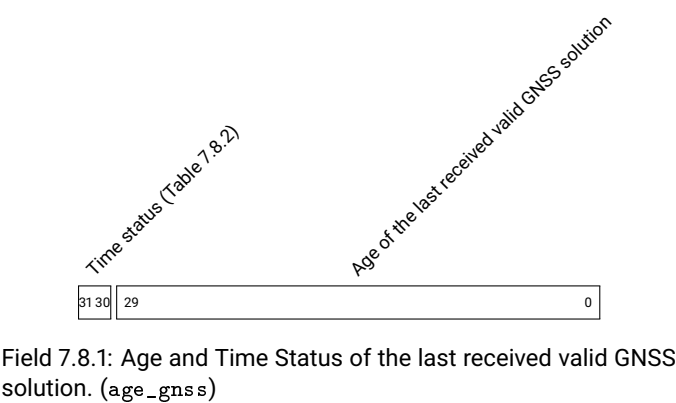 Time status (Table 7.8.2)
Age of the last received valid GNSS solution
31 30 29 0
Field 7.8.1: Age and Time Status of the last received valid GNSS
solution. (age_gnss)